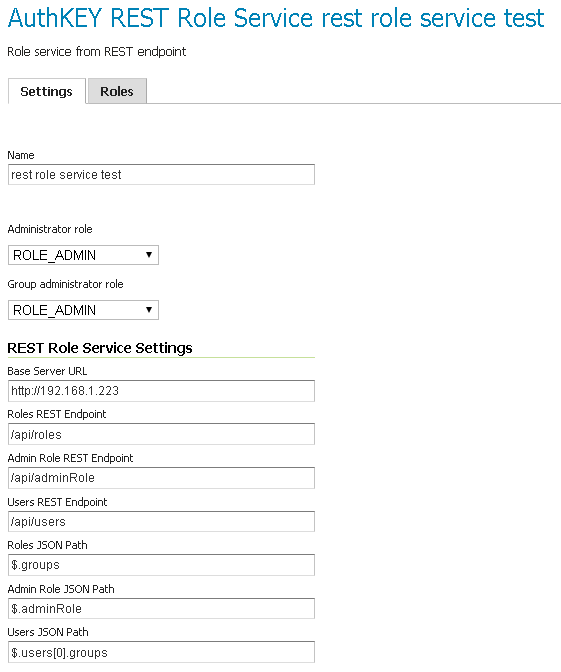 AuthKEY REST Role Service rest role service test
Role service from REST endpoint
Settings Roles
Name
rest role service test
Administrator role
ROLE_ADMIN
Group administrator role
ROLE_ADMIN
REST Role Service Settings
Base Server URL
http://192.168.1.223
Roles REST Endpoint
/api/roles
Admin Role REST Endpoint
/api/adminRole
Users REST Endpoint
/api/users
Roles JSON Path
$.groups
Admin Role JSON Path
$.adminRole
Users JSON Path
$.users[0].groups